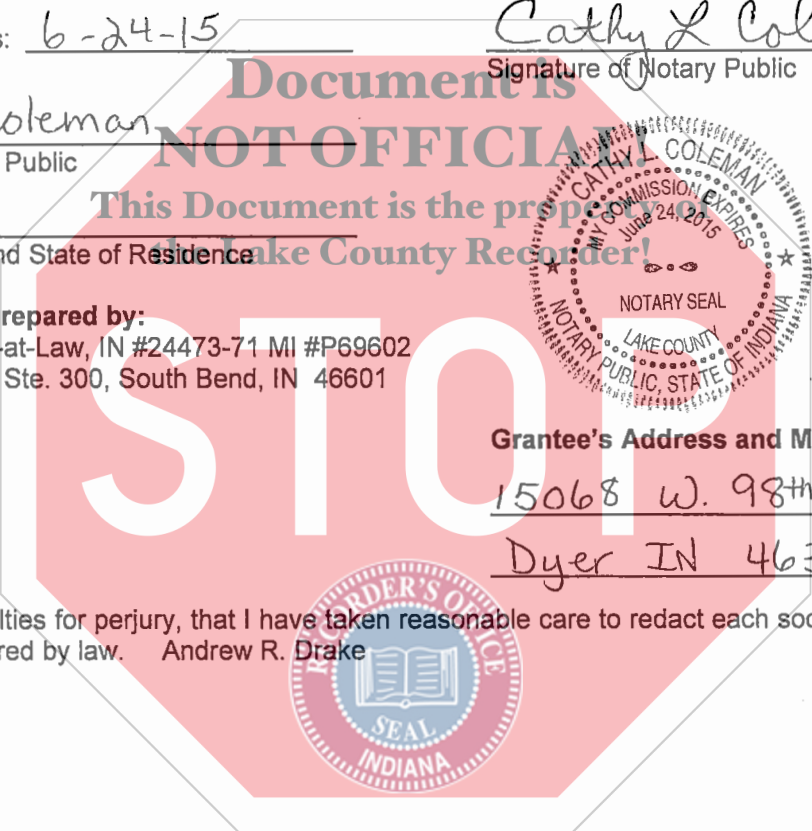 s: 6-24-15
Cathy L Col
Signature of Notary Public
Document is
NOT OFFICIAL!
This Document is the property of
the Lake County Recorder!
oleman
Public
nd State of Residence
CATHY L. COLEMAN
MY COMMISSION EXPIRES
June 24, 2015
NOTARY SEAL
LAKE COUNTY
NOTARY PUBLIC, STATE OF INDIANA
repared by:
-at-Law, IN #24473-71 MI #P69602
Ste. 300, South Bend, IN 46601
STOP
Grantee's Address and M
15068 W. 98th
Dyer IN 463
lties for perjury, that I have taken reasonable care to redact each soc
red by law. Andrew R. Drake
RECORDER'S OFFICE
SEAL
INDIANA